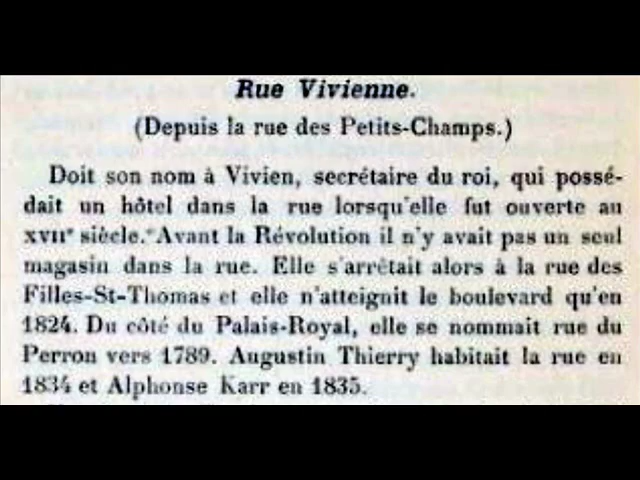 Rue Vivienne.
(Depuis la rue des Petits-Champs.)
Doit son nom à Vivien, secrétaire du roi, qui possé-
dait un hôtel dans la rue lorsqu'elle fut ouverte au
XVIIe siècle. Avant la Révolution il n'y avait pas un seul
magasin dans la rue. Elle s'arrêtait alors à la rue des
Filles-St-Thomas et elle n'atteignit le boulevard qu'en
1824. Du côté du Palais-Royal, elle se nommait rue du
Perron vers 1789. Augustin Thierry habitait la rue en
1834 et Alphonse Karr en 1835.